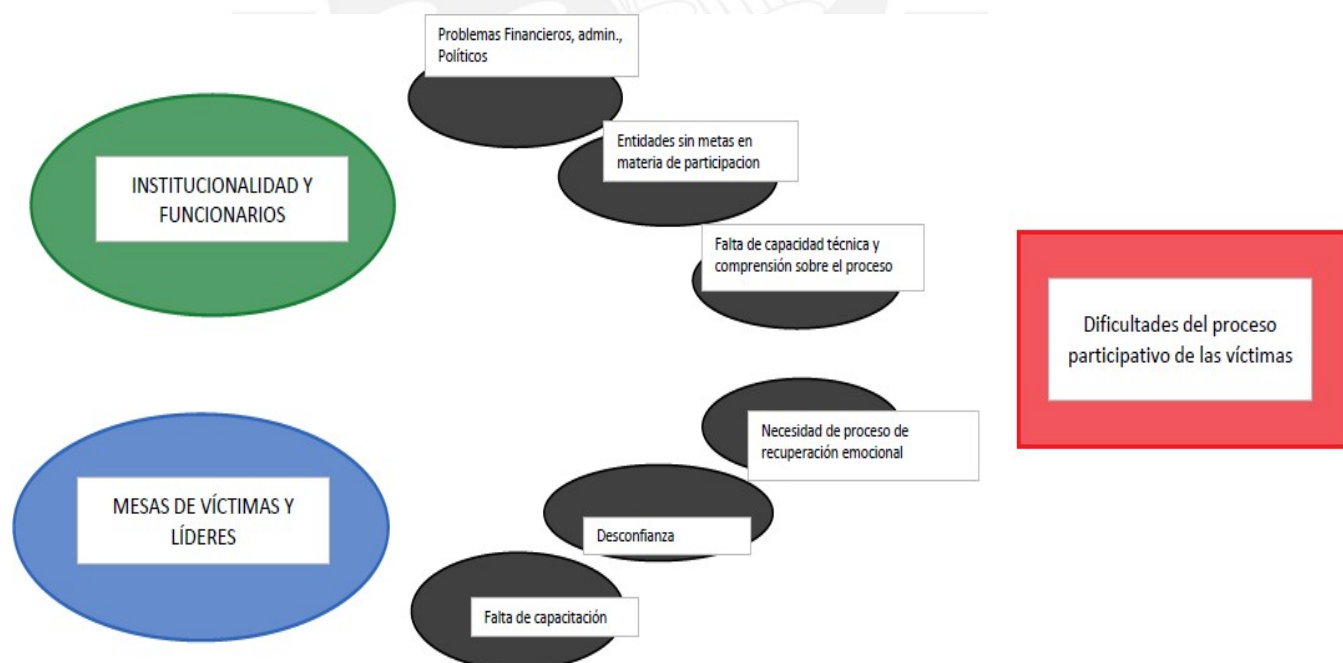 Problemas Financieros, admin.,
Políticos
Entidades sin metas en
materia de participacion
INSTITUCIONALIDAD Y
FUNCIONARIOS
Falta de capacidad técnica y
comprensión sobre el proceso
Dificultades del proceso
participativo de las víctimas
Necesidad de proceso de
recuperación emocional
MESAS DE VÍCTIMAS Y
LÍDERES
Desconfianza
Falta de capacitación